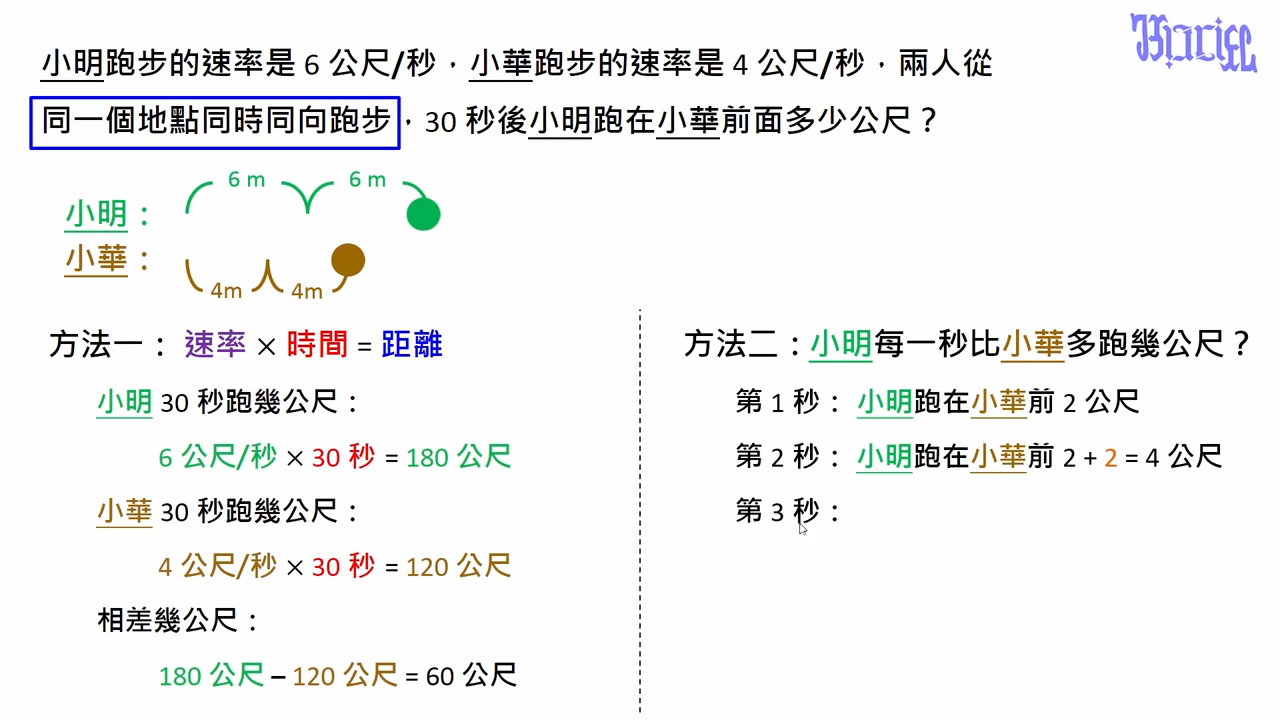 小明跑步的速率是 6 公尺/秒，小華跑步的速率是 4 公尺/秒，兩人從
同一個地點同時同向跑步，30 秒後小明跑在小華前面多少公尺？
6 m 6 m
小明：
小華：
4m 4m
方法一： 速率 × 時間 = 距離
小明 30 秒跑幾公尺：
6 公尺/秒 × 30 秒 = 180 公尺
小華 30 秒跑幾公尺：
4 公尺/秒 × 30 秒 = 120 公尺
相差幾公尺：
180 公尺 – 120 公尺 = 60 公尺
方法二：小明每一秒比小華多跑幾公尺？
第 1 秒： 小明跑在小華前 2 公尺
第 2 秒： 小明跑在小華前 2 + 2 = 4 公尺
第 3 秒：